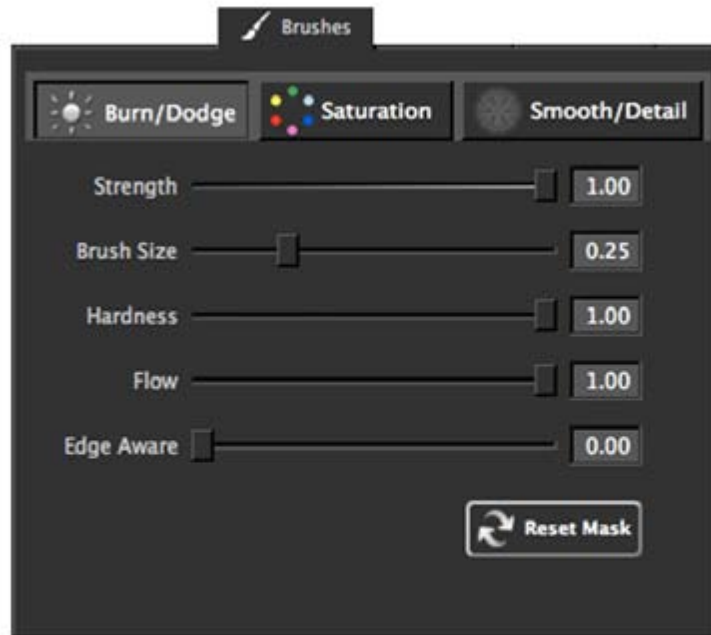 Brushes
Burn/Dodge Saturation Smooth/Detail
Strength 1.00
Brush Size 0.25
Hardness 1.00
Flow 1.00
Edge Aware 0.00
Reset Mask